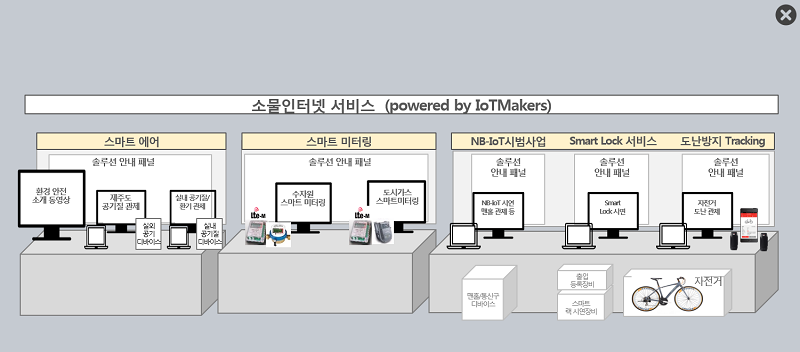 소물인터넷 서비스 (powered by IoTMakers)
스마트 에어
스마트 미터링
NB-IoT시범사업
Smart Lock 서비스
도난방지 Tracking
솔루션 안내 패널
솔루션 안내 패널
솔루션
안내 패널
솔루션
안내 패널
솔루션
안내 패널
환경 안전
소개 동영상
제주도
공기질 관제
실내 공기질/
환기 관제
수자원
스마트 미터링
도시가스
스마트미터링
NB-IoT 시연
맨홀 관제 등
Smart
Lock 시연
자전거
도난 관제
실외
공기
디바이스
실내
공기질
디바이스
lte-M
lte-M
맨홀/통신구
디바이스
출입
등록장비
스마트
락 시연장비
자전거